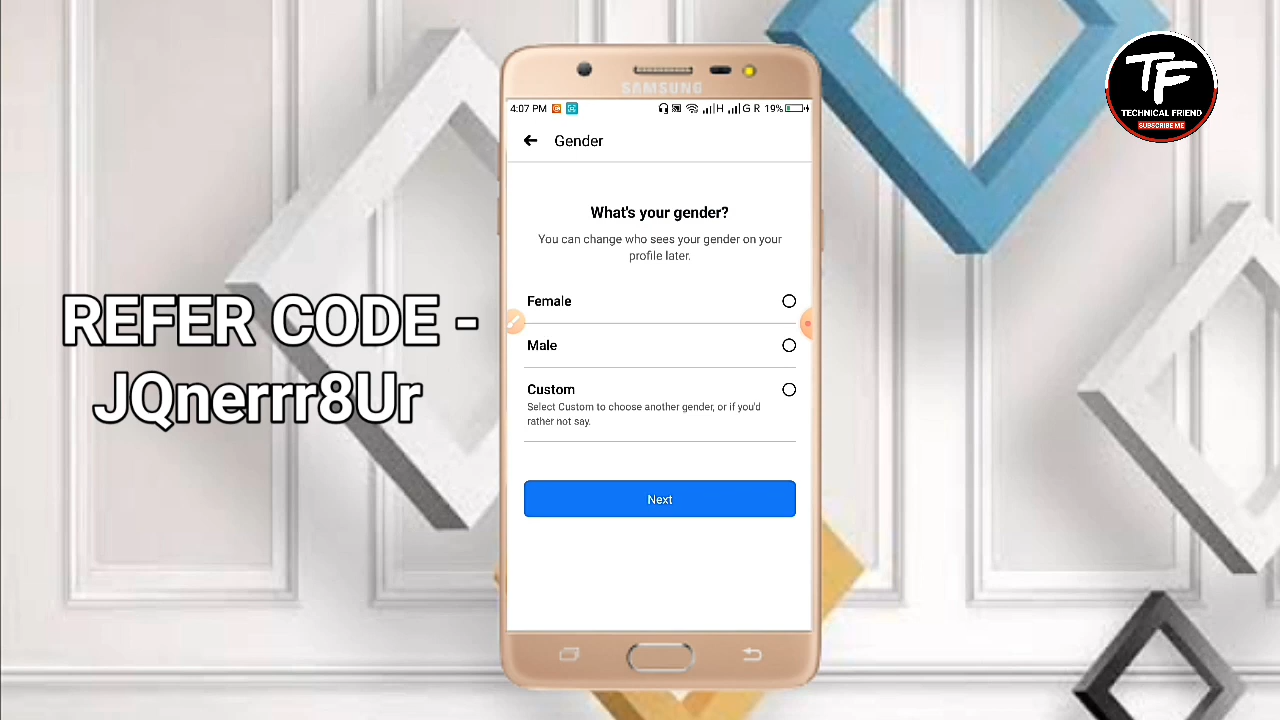 REFER CODE -
JQnerrr8Ur
SAMSUNG
4:07 PM H G R 19%
Gender
What's your gender?
You can change who sees your gender on your
profile later.
Female
Male
Custom
Select Custom to choose another gender, or if you'd
rather not say.
Next
TF
TECHNICAL FRIEND
SUBSCRIBE ME